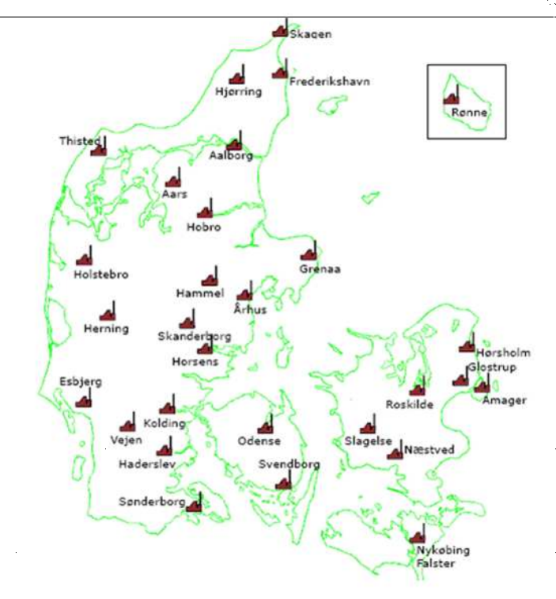 Skagen
Frederikshavn
Hjørring
Rønne
Thisted
Aalborg
Aars
Hobro
Grenaa
Holstebro
Hammel
Århus
Herning
Skanderborg
Horsens
Hørsholm
Glostrup
Amager
Roskilde
Esbjerg
Kolding
Vejen
Odense
Slagelse
Næstved
Haderslev
Svendborg
Sønderborg
Nykøbing
Falster